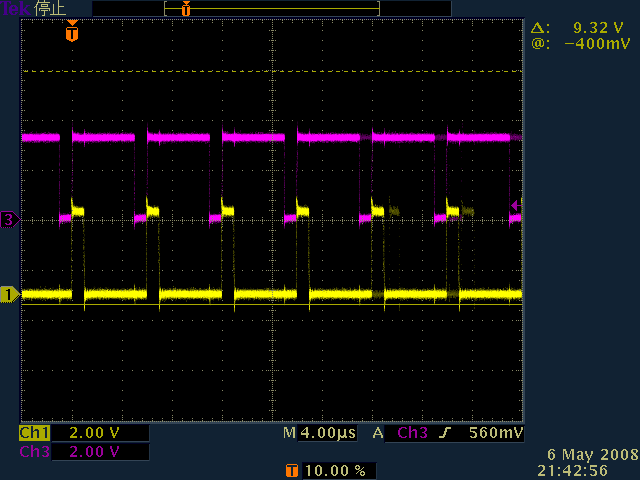 Tek 停止
T
T
Δ: 9.32 V
@: −400mV
3
1
Ch1 2.00 V M 4.00µs A Ch3 560mV
Ch3 2.00 V
T 10.00 %
6 May 2008
21:42:56